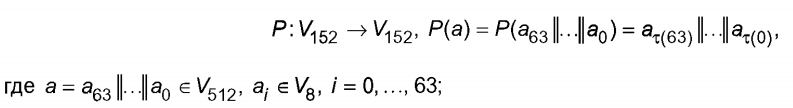 P: V₁₅₂ → V₁₅₂, P(a) = P(a₆₃‖...‖a₀) = a_τ(63)‖...‖a_τ(0),
где a = a₆₃‖...‖a₀ ∈ V₅₁₂, aᵢ ∈ V₈, i = 0, ..., 63;